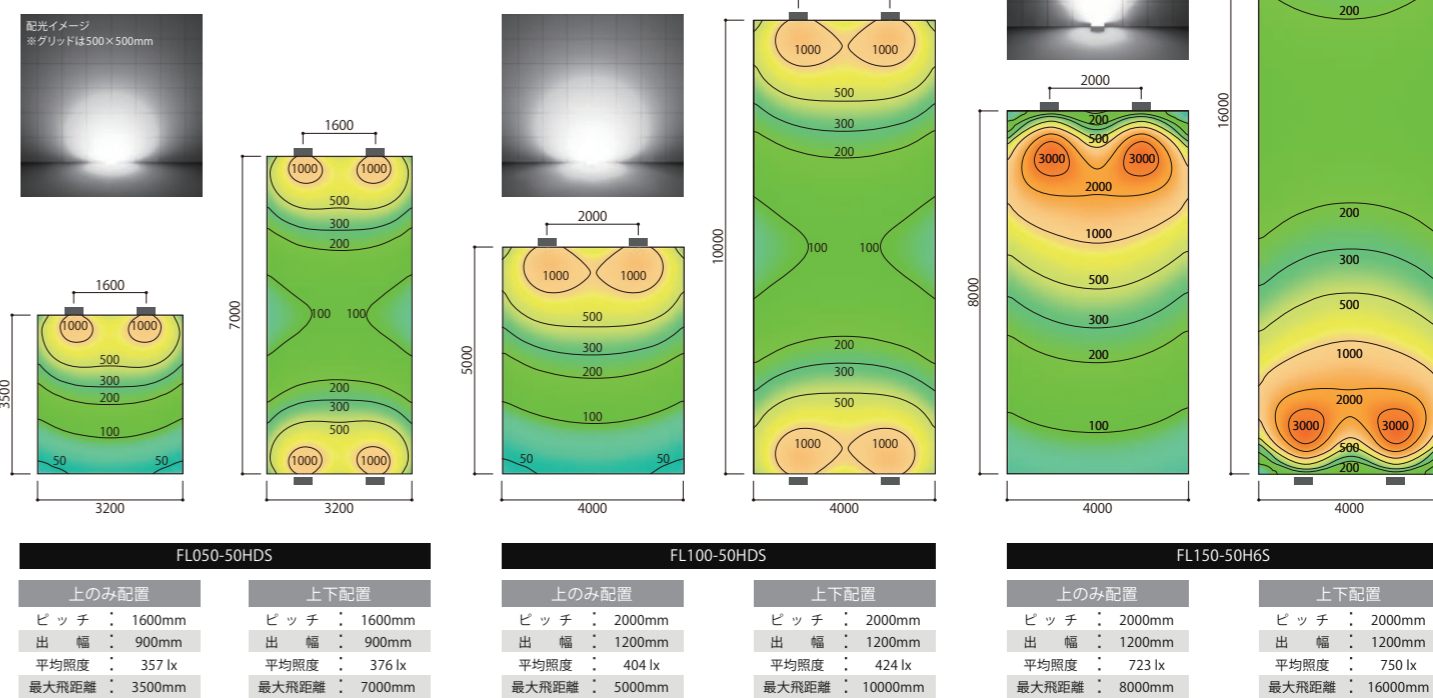 配光イメージ
※グリッドは500×500mm
1600
1000 1000
500
300
200
100
50 50
3500
3200
1600
1000 1000
500
300
200
100 100
200
300
500
1000 1000
7000
3200
2000
1000 1000
500
300
200
100
50 50
5000
4000
1000 1000
500
300
200
100 100
200
300
500
1000 1000
10000
4000
2000
200
500
3000 3000
2000
1000
500
300
200
100
8000
4000
200
200
300
500
1000
2000
3000 3000
500
200
16000
4000
FL050-50HDS
上のみ配置
ピッチ : 1600mm
出幅 : 900mm
平均照度 : 357 lx
最大飛距離 : 3500mm
上下配置
ピッチ : 1600mm
出幅 : 900mm
平均照度 : 376 lx
最大飛距離 : 7000mm
FL100-50HDS
上のみ配置
ピッチ : 2000mm
出幅 : 1200mm
平均照度 : 404 lx
最大飛距離 : 5000mm
上下配置
ピッチ : 2000mm
出幅 : 1200mm
平均照度 : 424 lx
最大飛距離 : 10000mm
FL150-50H6S
上のみ配置
ピッチ : 2000mm
出幅 : 1200mm
平均照度 : 723 lx
最大飛距離 : 8000mm
上下配置
ピッチ : 2000mm
出幅 : 1200mm
平均照度 : 750 lx
最大飛距離 : 16000mm